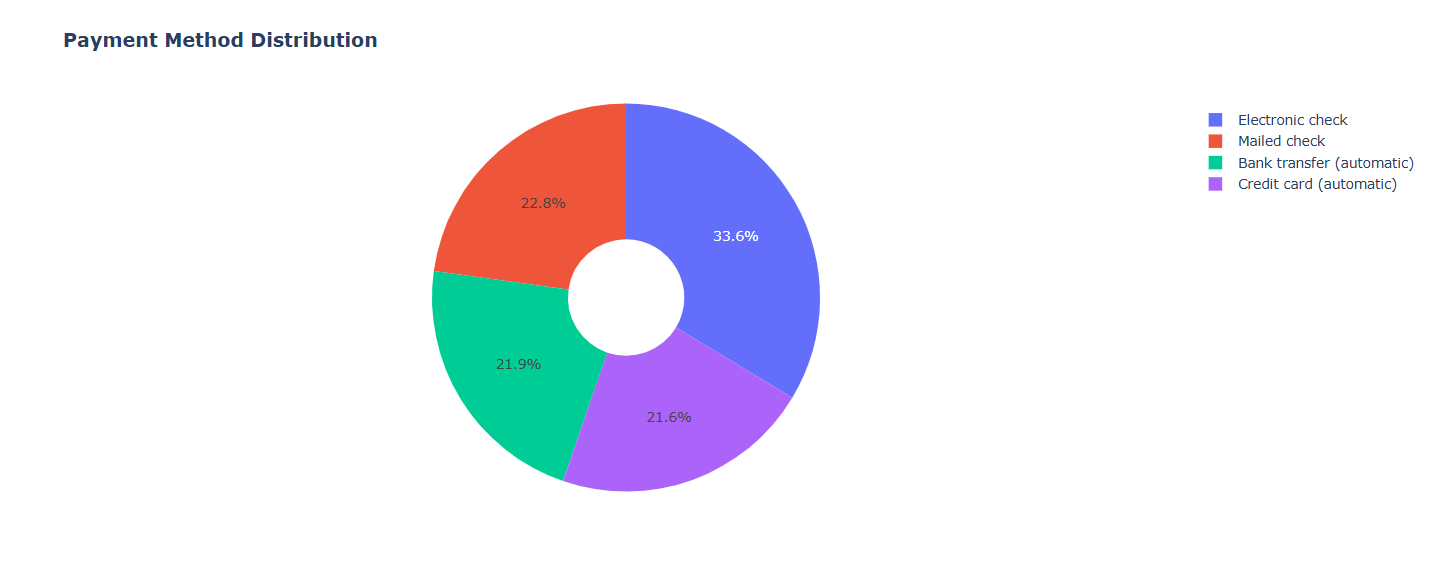 Payment Method Distribution
Electronic check
Mailed check
Bank transfer (automatic)
Credit card (automatic)
22.8%
33.6%
21.9%
21.6%